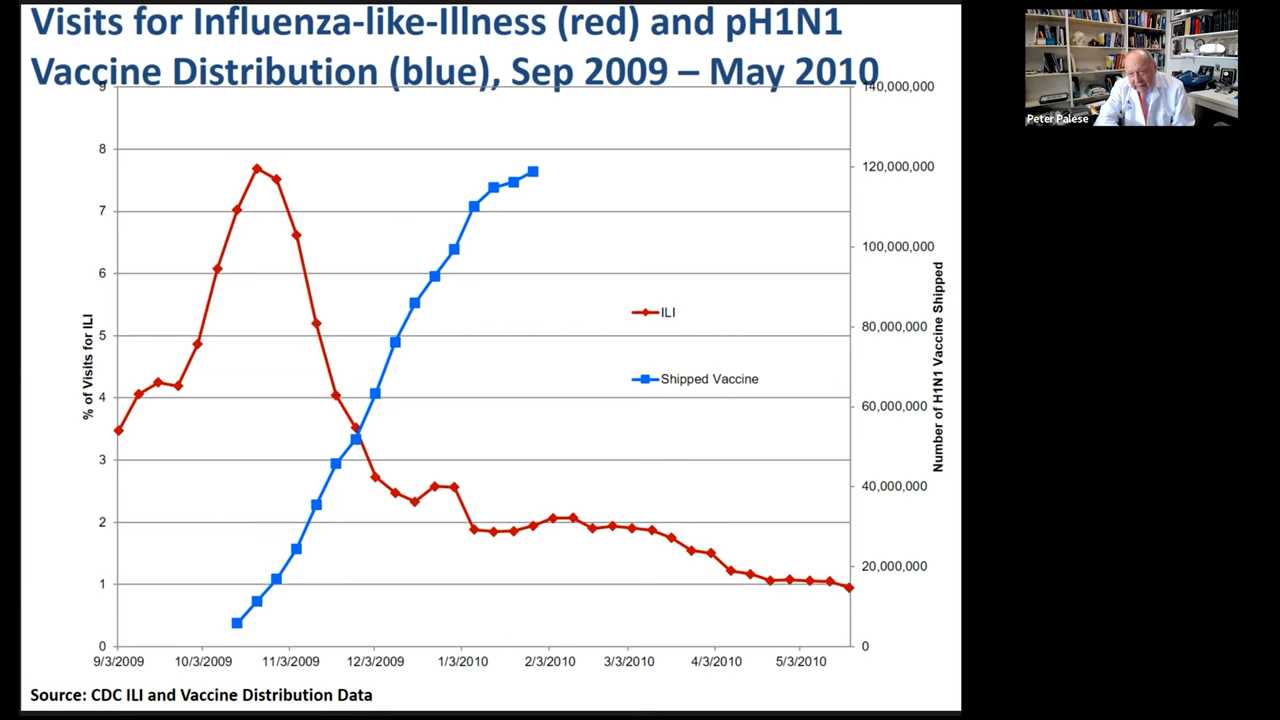 Visits for Influenza-like-Illness (red) and pH1N1
Vaccine Distribution (blue), Sep 2009 – May 2010
Peter Palese
9
8
7
6
5
4
3
2
1
0
% of Visits for ILI
140,000,000
120,000,000
100,000,000
80,000,000
60,000,000
40,000,000
20,000,000
0
Number of H1N1 Vaccine Shipped
ILI
Shipped Vaccine
9/3/2009 10/3/2009 11/3/2009 12/3/2009 1/3/2010 2/3/2010 3/3/2010 4/3/2010 5/3/2010
Source: CDC ILI and Vaccine Distribution Data